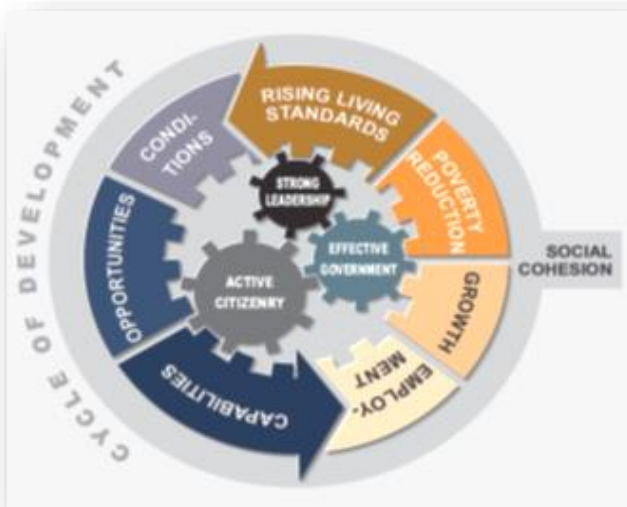 CYCLE OF DEVELOPMENT
RISING LIVING
STANDARDS
POVERTY
REDUCTION
GROWTH
EMPLOY-
MENT
CAPABILITIES
OPPORTUNITIES
CONDI-
TIONS
STRONG
LEADERSHIP
EFFECTIVE
GOVERNMENT
ACTIVE
CITIZENRY
SOCIAL
COHESION